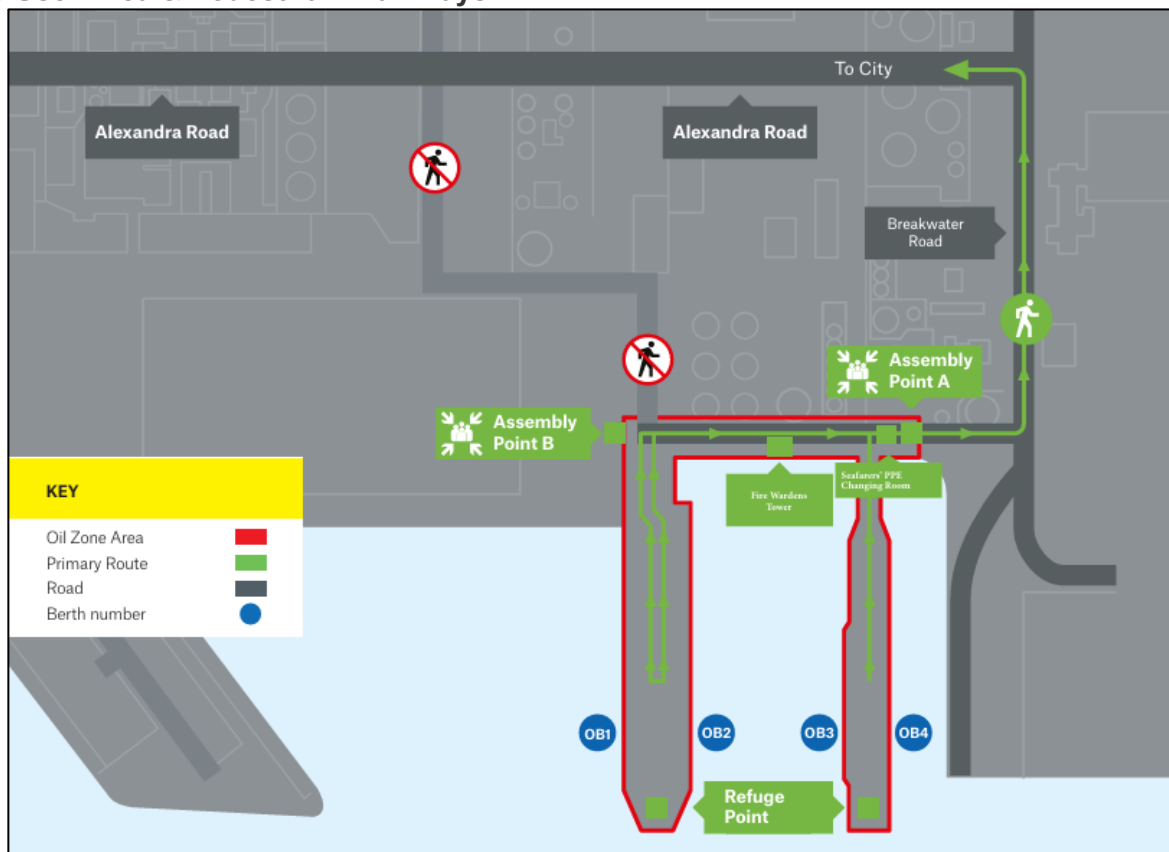 To City
Alexandra Road
Alexandra Road
Breakwater
Road
Assembly
Point A
Assembly
Point B
Seafarers' PPE
Changing Room
Fire Wardens
Tower
KEY
Oil Zone Area
Primary Route
Road
Berth number
OB1
OB2
OB3
OB4
Refuge
Point